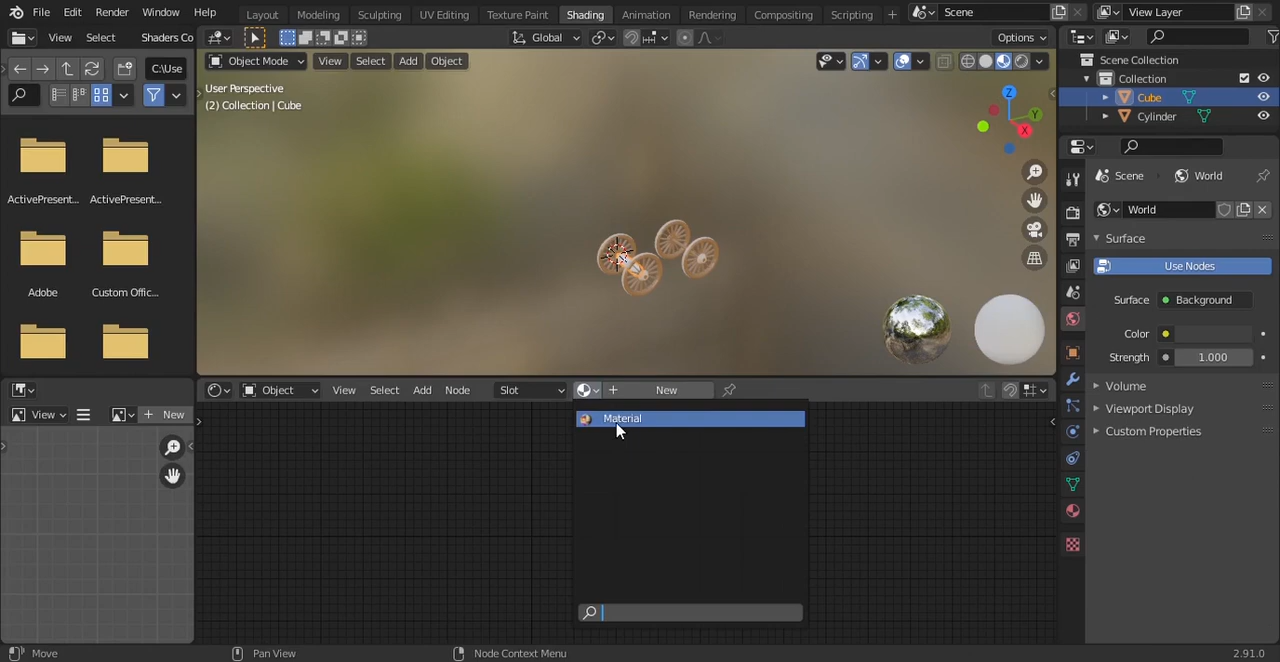 File Edit Render Window Help Layout Modeling Sculpting UV Editing Texture Paint Shading Animation Rendering Compositing Scripting Scene View Layer
View Select Shaders Co Global Options
C:\Use Object Mode View Select Add Object
User Perspective
(2) Collection | Cube
Z
Y
X
Scene Collection
Collection
Cube
Cylinder
ActivePresent... ActivePresent...
Adobe Custom Offic...
Scene World
World
Surface
Use Nodes
Surface Background
Color
Strength 1.000
Volume
Viewport Display
Custom Properties
Object View Select Add Node Slot New
View New
Material
Move Pan View Node Context Menu 2.91.0